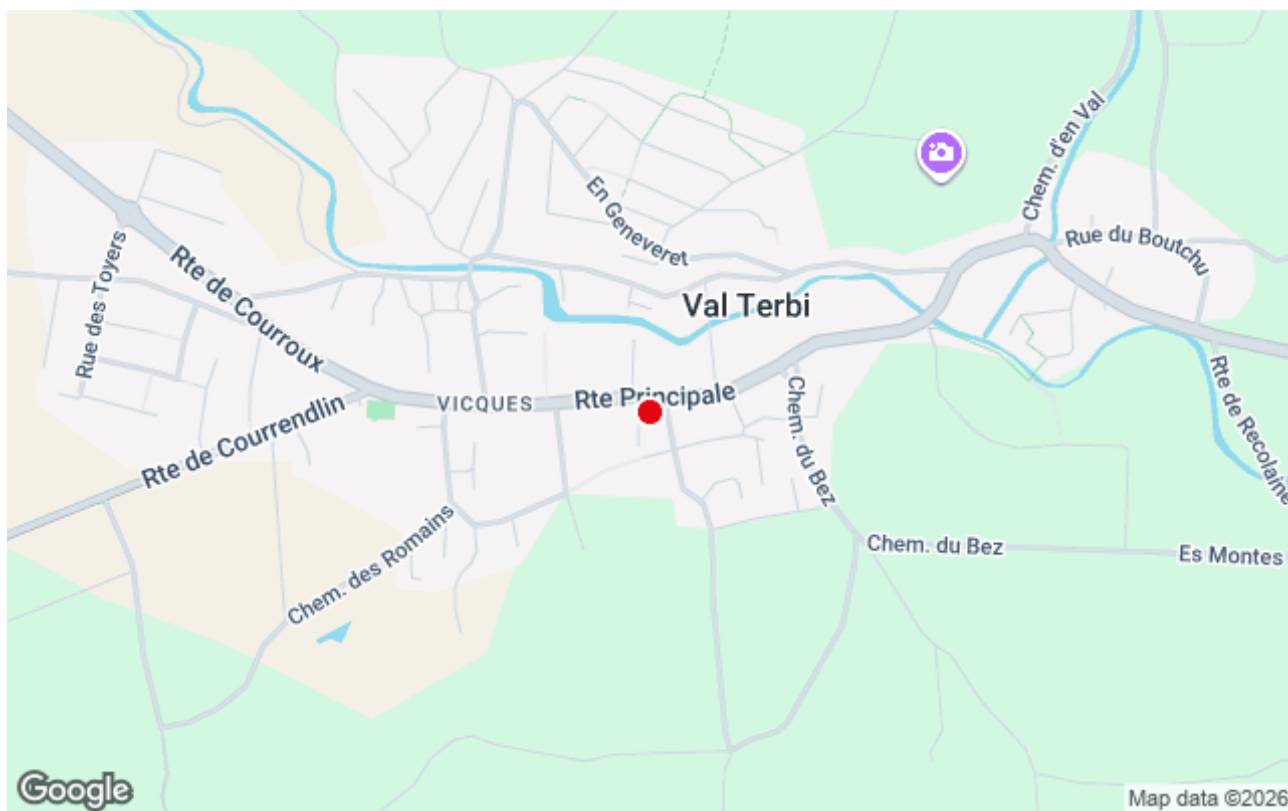 Chem. d'en Val
En Geneveret
Rue du Boutchu
Rue des Toyers
Rte de Courroux
Val Terbi
Rte de Recolaine
VICQUES
Rte Principale
Chem. du Bez
Rte de Courrendlin
Chem. des Romains
Chem. du Bez
Es Montes
Google
Map data ©2026